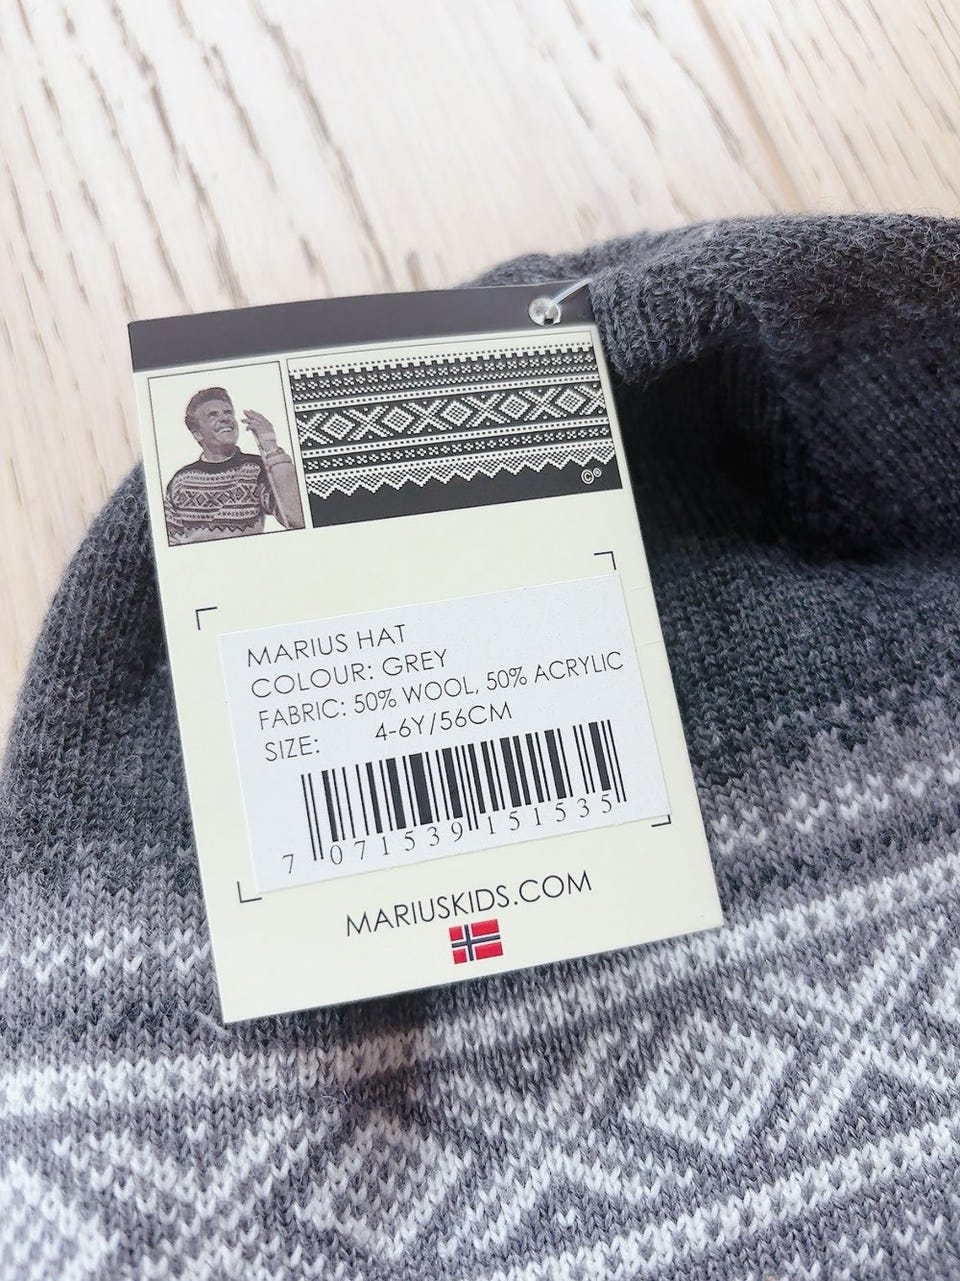 ©®
MARIUS HAT
COLOUR: GREY
FABRIC: 50% WOOL, 50% ACRYLIC
SIZE: 4-6Y/56CM
7 071539 151535
MARIUSKIDS.COM